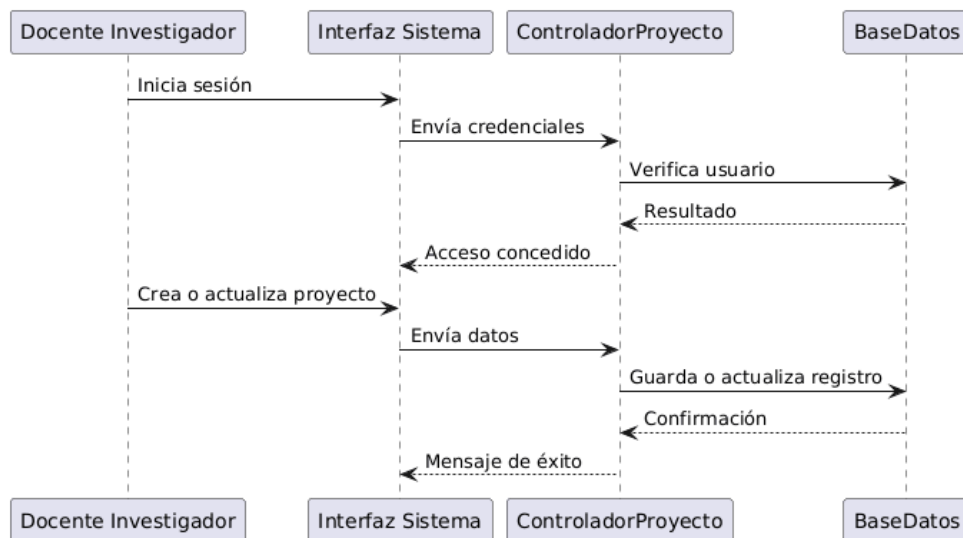 Docente Investigador Interfaz Sistema ControladorProyecto BaseDatos
Inicia sesión
Envía credenciales
Verifica usuario
Resultado
Acceso concedido
Crea o actualiza proyecto
Envía datos
Guarda o actualiza registro
Confirmación
Mensaje de éxito
Docente Investigador Interfaz Sistema ControladorProyecto BaseDatos